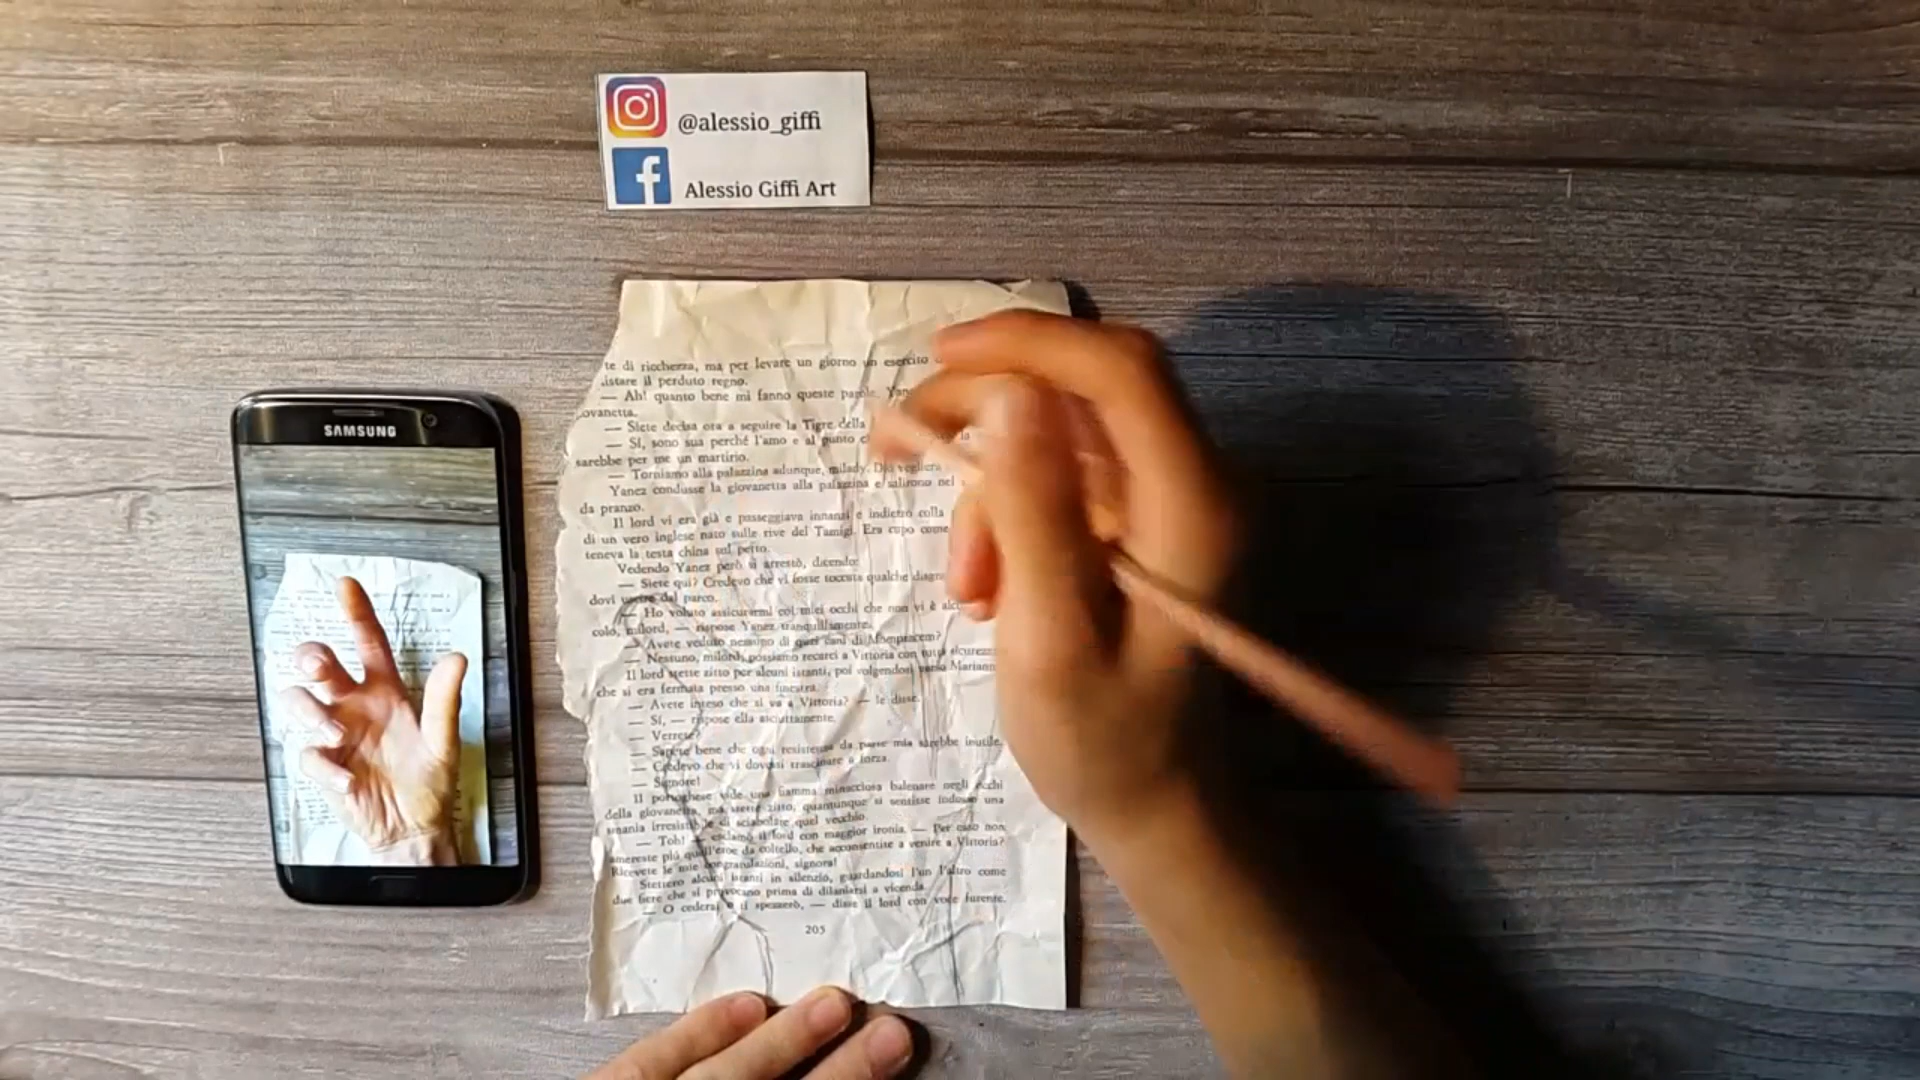 @alessio_giffi
Alessio Giffi Art
SAMSUNG
te di ricchezza, ma per levare un giorno un esercito
istare il perduto regno.
— Ah! quanto bene mi fanno queste parole, Yan
ovanetta.
— Siete decisa ora a seguire la Tigre della
— Sì, sono sua perché l'amo e al punto
sarebbe per me un martirio.
— Torniamo alla palazzina adunque, milady. Dio vegliera
Yanez condusse la giovanetta alla palazzina e salirono nel
da pranzo.
Il lord vi era già e passeggiava innanzi e indietro colla
di un vero inglese nato sulle rive del Tamigi. Era cupo come
teneva la testa china sul petto.
Vedendo Yanez però si arrestò, dicendo:
— Siete qui? Credevo che vi fosse toccata qualche disgra
dovi uscire dal parco.
— Ho voluto assicurarmi coi miei occhi che non vi è alcu
colo, milord, — rispose Yanez tranquillamente.
— Avete veduto nessuno di quei cani di Mompracem?
— Nessuno, milord; possiamo recarci a Vittoria con tutta sicurezza
Il lord stette zitto per alcuni istanti, poi volgendosi verso Mariann
che si era fermata presso una finestra.
— Avete inteso che si va a Vittoria? — le disse.
— Sì, — rispose ella asciuttamente.
— Verrete?
— Sapete bene che ogni resistenza da parte mia sarebbe inutile.
— Credevo che vi dovessi trascinare a forza.
— Signore!
Il portoghese vide una fiamma minacciosa balenare negli occhi
della giovanetta, ma stette zitto, quantunque si sentisse indosso una
smania irresistibile di sciabolare quel vecchio.
— Toh! — esclamò il lord con maggior ironia. — Per caso non
amereste più quell'eroe da coltello, che acconsentite a venire a Vittoria?
Ricevete le mie congratulazioni, signora!
Stettero alcuni istanti in silenzio, guardandosi l'un l'altro come
due fiere che si provocano prima di dilaniarsi a vicenda.
— O cederai o ti spezzerò, — disse il lord con voce furente.
205